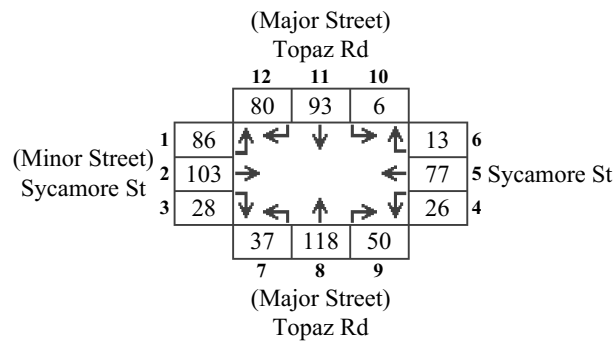 (Major Street)
Topaz Rd
12 11 10
80 93 6
1 86 13 6
(Minor Street)
Sycamore St
2 103 77 5 Sycamore St
3 28 26 4
37 118 50
7 8 9
(Major Street)
Topaz Rd